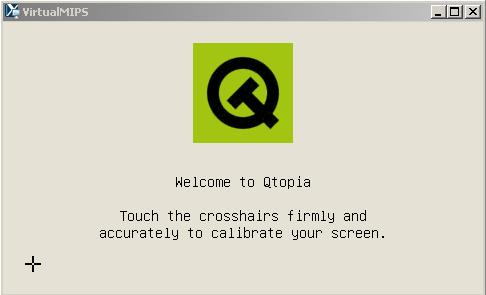 VirtualMIPS
Welcome to Qtopia
Touch the crosshairs firmly and
accurately to calibrate your screen.